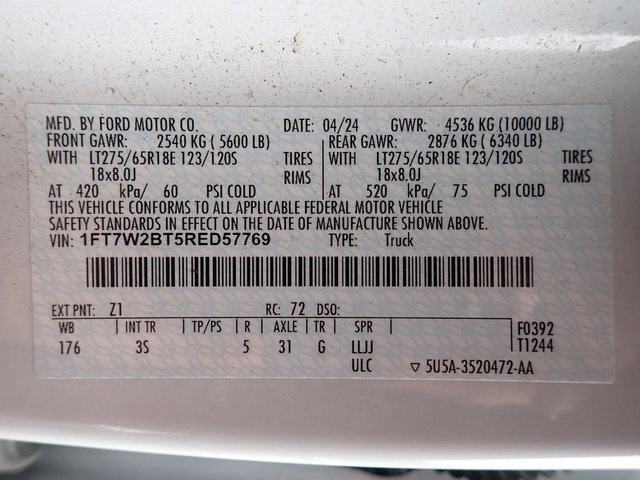 MFD. BY FORD MOTOR CO. DATE: 04/24 GVWR: 4536 KG (10000 LB)
FRONT GAWR: 2540 KG ( 5600 LB) REAR GAWR: 2876 KG ( 6340 LB)
WITH LT275/65R18E 123/120S TIRES WITH LT275/65R18E 123/120S TIRES
18x8.0J RIMS 18x8.0J RIMS
AT 420 kPa/ 60 PSI COLD AT 520 kPa/ 75 PSI COLD
THIS VEHICLE CONFORMS TO ALL APPLICABLE FEDERAL MOTOR VEHICLE
SAFETY STANDARDS IN EFFECT ON THE DATE OF MANUFACTURE SHOWN ABOVE.
VIN: 1FT7W2BT5RED57769 TYPE: Truck
EXT PNT: Z1 RC: 72 DSO:
WB INT TR TP/PS R AXLE TR SPR F0392
176 3S 5 31 G LLJJ T1244
ULC ▽ 5U5A-3520472-AA